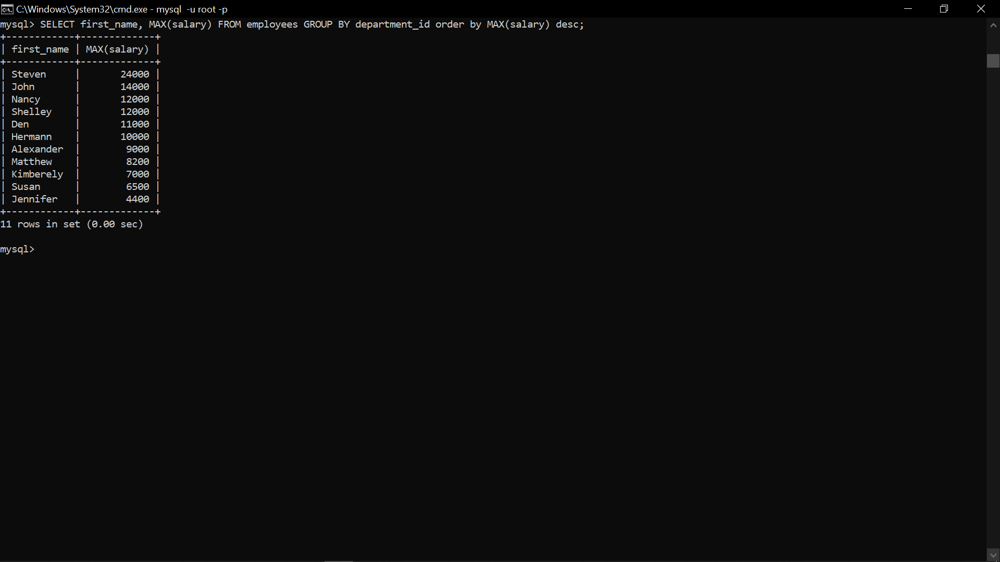 C:\Windows\System32\cmd.exe - mysql  -u root -p
mysql> SELECT first_name, MAX(salary) FROM employees GROUP BY department_id order by MAX(salary) desc;
+------------+-------------+
| first_name | MAX(salary) |
+------------+-------------+
| Steven     |       24000 |
| John       |       14000 |
| Nancy      |       12000 |
| Shelley    |       12000 |
| Den        |       11000 |
| Hermann    |       10000 |
| Alexander  |        9000 |
| Matthew    |        8200 |
| Kimberely  |        7000 |
| Susan      |        6500 |
| Jennifer   |        4400 |
+------------+-------------+
11 rows in set (0.00 sec)
mysql>